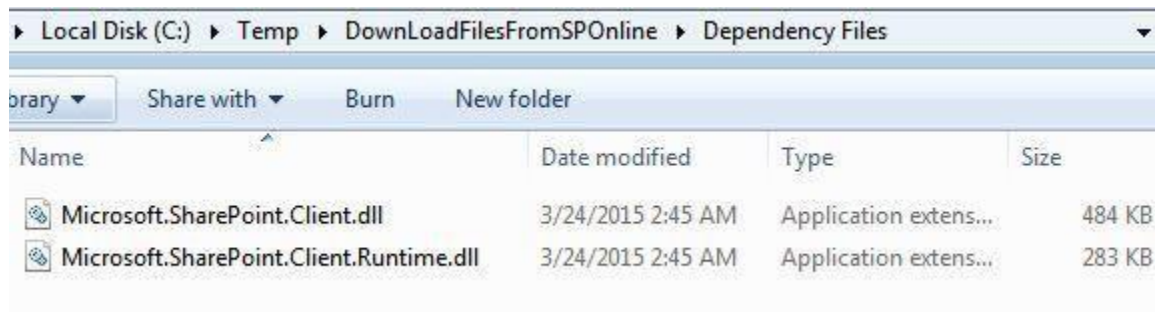 Local Disk (C:) Temp DownLoadFilesFromSPOnline Dependency Files
brary Share with Burn New folder
Name Date modified Type Size
Microsoft.SharePoint.Client.dll 3/24/2015 2:45 AM Application extens... 484 KB
Microsoft.SharePoint.Client.Runtime.dll 3/24/2015 2:45 AM Application extens... 283 KB